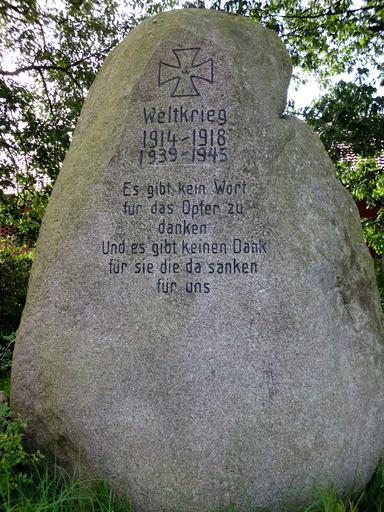 Weltkrieg
1914-1918
1939-1945
Es gibt kein Wort
für das Opfer zu
danken
Und es gibt keinen Dank
für sie die da sanken
für uns